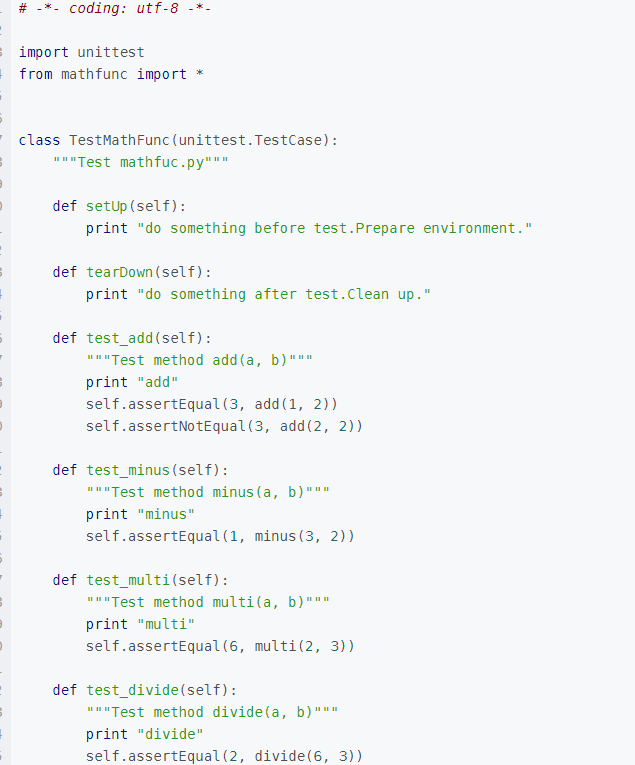 # -*- coding: utf-8 -*-
import unittest
from mathfunc import *
class TestMathFunc(unittest.TestCase):
"""Test mathfuc.py"""
def setUp(self):
print "do something before test.Prepare environment."
def tearDown(self):
print "do something after test.Clean up."
def test_add(self):
"""Test method add(a, b)"""
print "add"
self.assertEqual(3, add(1, 2))
self.assertNotEqual(3, add(2, 2))
def test_minus(self):
"""Test method minus(a, b)"""
print "minus"
self.assertEqual(1, minus(3, 2))
def test_multi(self):
"""Test method multi(a, b)"""
print "multi"
self.assertEqual(6, multi(2, 3))
def test_divide(self):
"""Test method divide(a, b)"""
print "divide"
self.assertEqual(2, divide(6, 3))